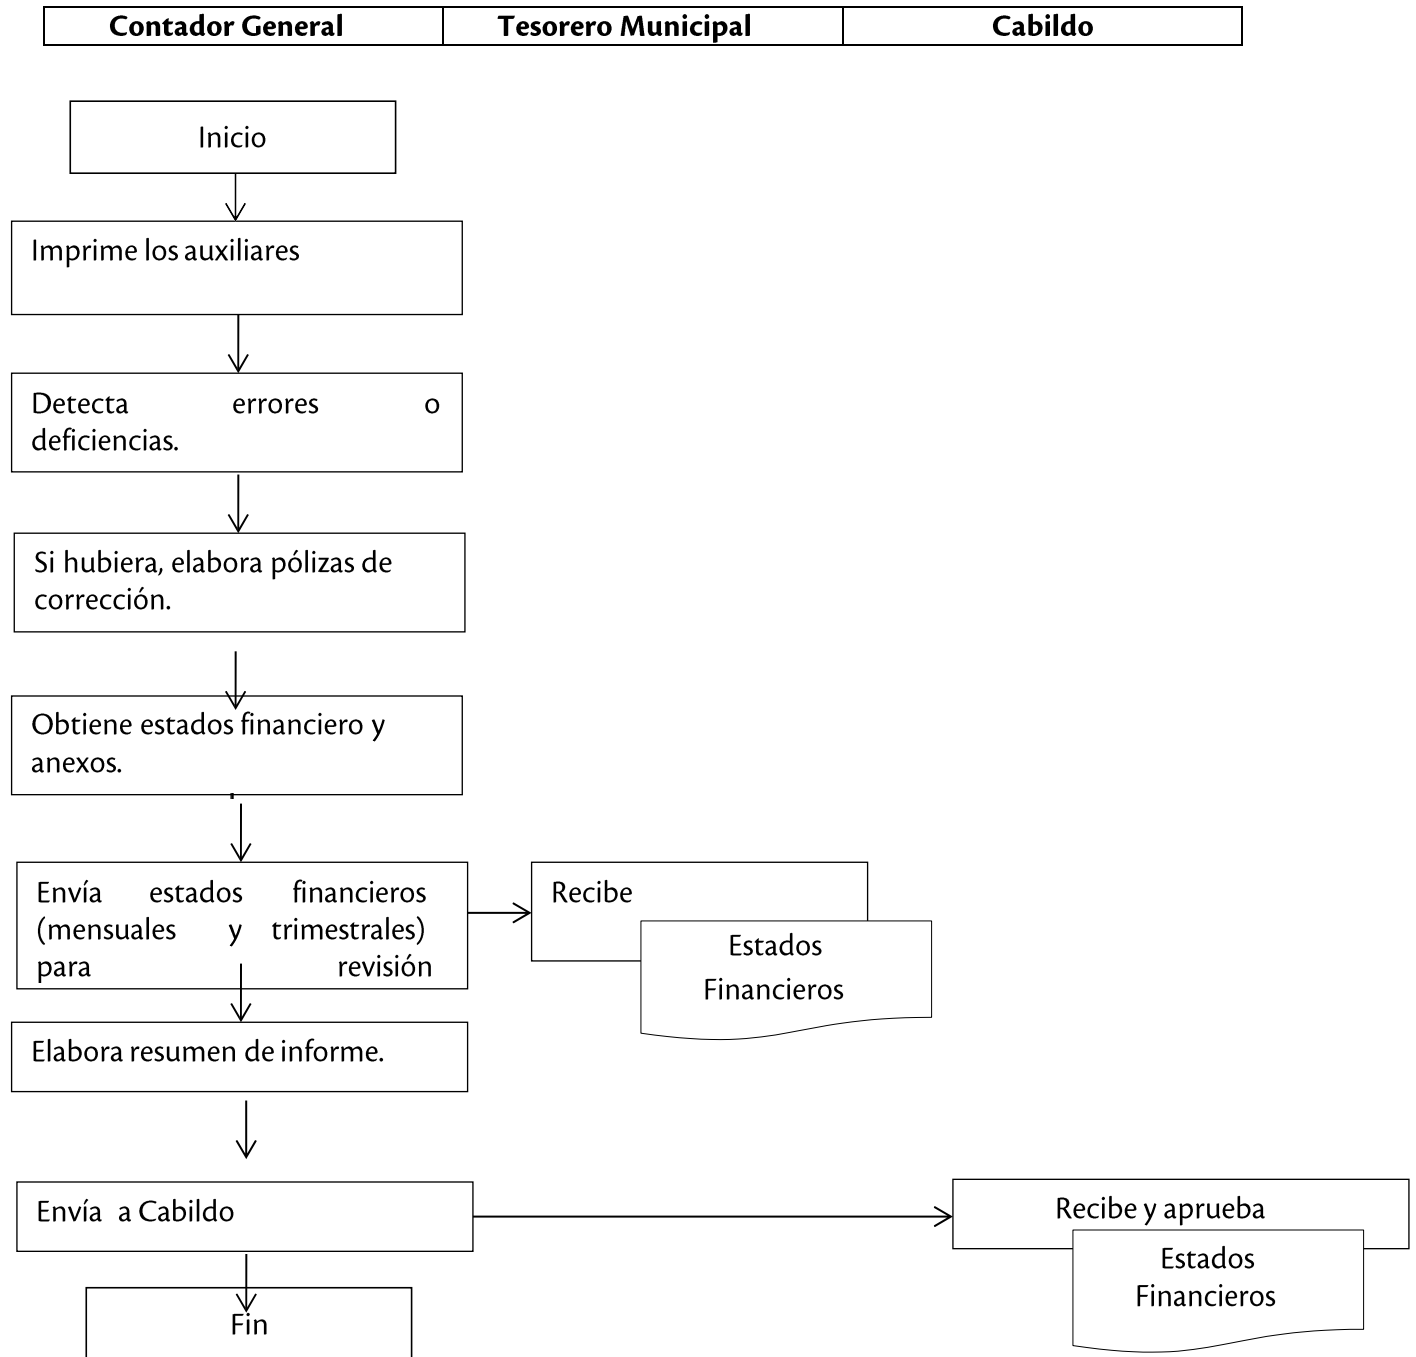 Contador General Tesorero Municipal Cabildo
Inicio
Imprime los auxiliares
Detecta errores o
deficiencias.
Si hubiera, elabora pólizas de
corrección.
Obtiene estados financiero y
anexos.
Envía estados financieros
(mensuales y trimestrales)
para revisión
Recibe
Estados
Financieros
Elabora resumen de informe.
Envía a Cabildo
Recibe y aprueba
Estados
Financieros
Fin